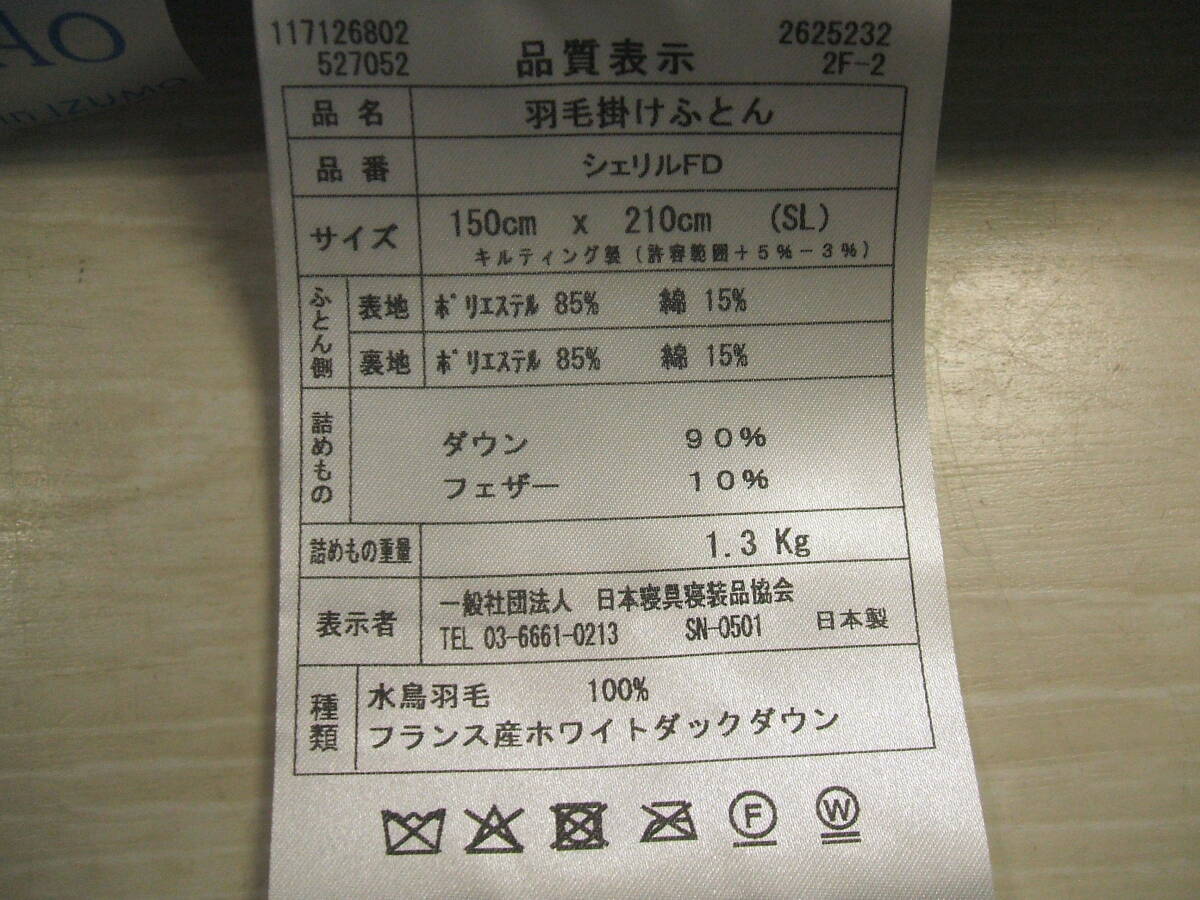 AO
in IZUMO
117126802
527052
品質表示
2625232
2F-2
品 名 羽毛掛けふとん
品 番 シェリルFD
サイズ 150cm x 210cm (SL)
キルティング製(許容範囲+5%-3%)
ふとん側
表地 ポリエステル 85% 綿 15%
裏地 ポリエステル 85% 綿 15%
詰めもの
ダウン 90%
フェザー 10%
詰めもの重量 1.3 Kg
表示者 一般社団法人 日本寝具寝装品協会
TEL 03-6661-0213 SN-0501 日本製
種類
水鳥羽毛 100%
フランス産ホワイトダックダウン
F W